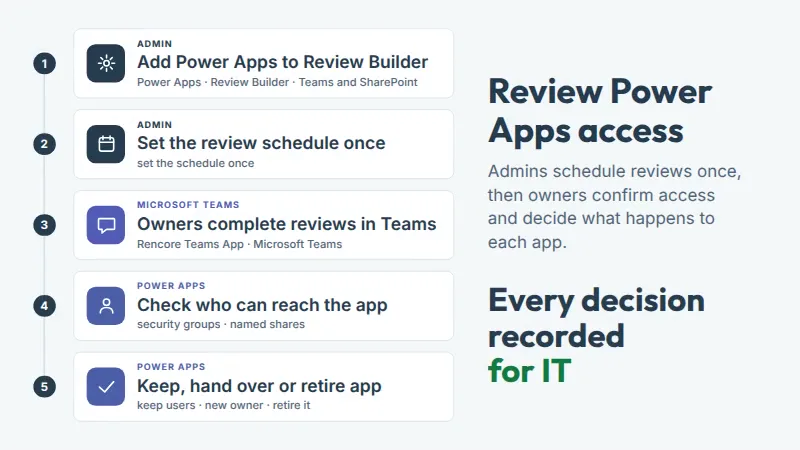 1
ADMIN
Add Power Apps to Review Builder
Power Apps · Review Builder · Teams and SharePoint
2
ADMIN
Set the review schedule once
set the schedule once
3
MICROSOFT TEAMS
Owners complete reviews in Teams
Rencore Teams App · Microsoft Teams
4
POWER APPS
Check who can reach the app
security groups · named shares
5
POWER APPS
Keep, hand over or retire app
keep users · new owner · retire it
Review Power
Apps access
Admins schedule reviews once,
then owners confirm access
and decide what happens to
each app.
Every decision
recorded
for IT